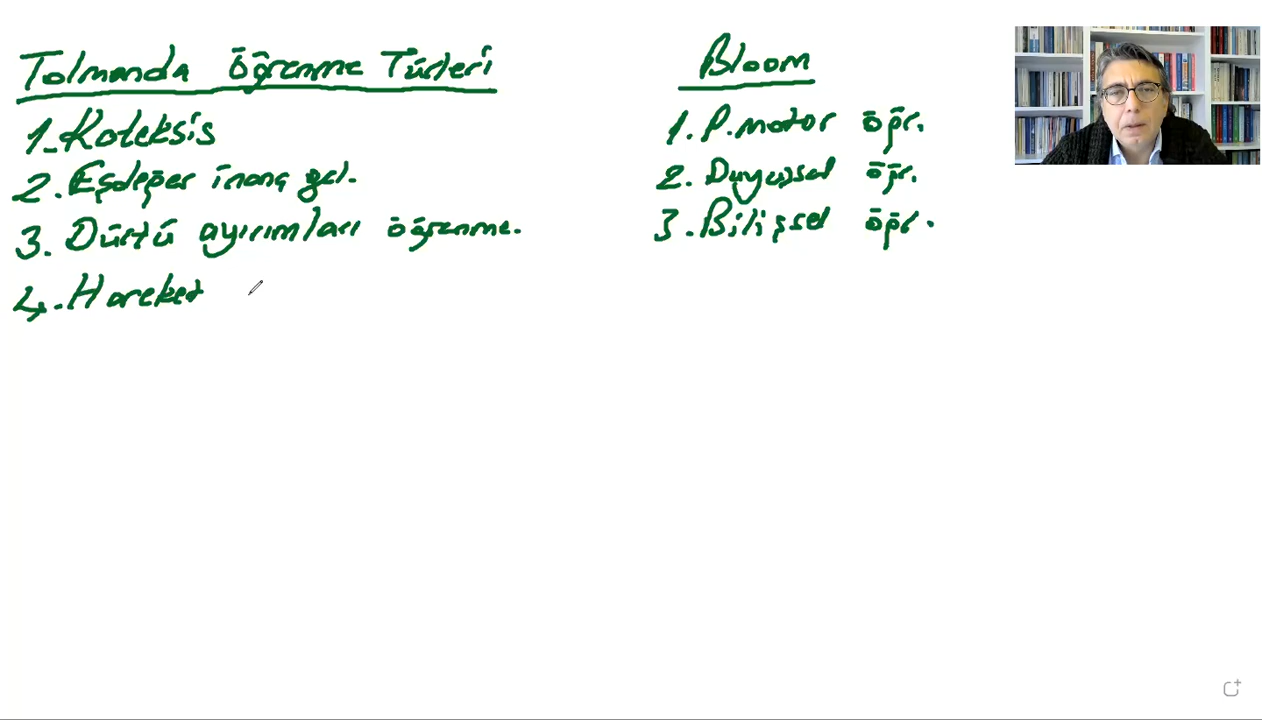 Tolmanda öğrenme Türleri
1. Kateksis
2. Eşdeğer inanç gel.
3. Dürtü ayırımları öğrenme.
4. Hareket
Bloom
1. P. motor öğr.
2. Duyuşsal öğr.
3. Bilişsel öğr.